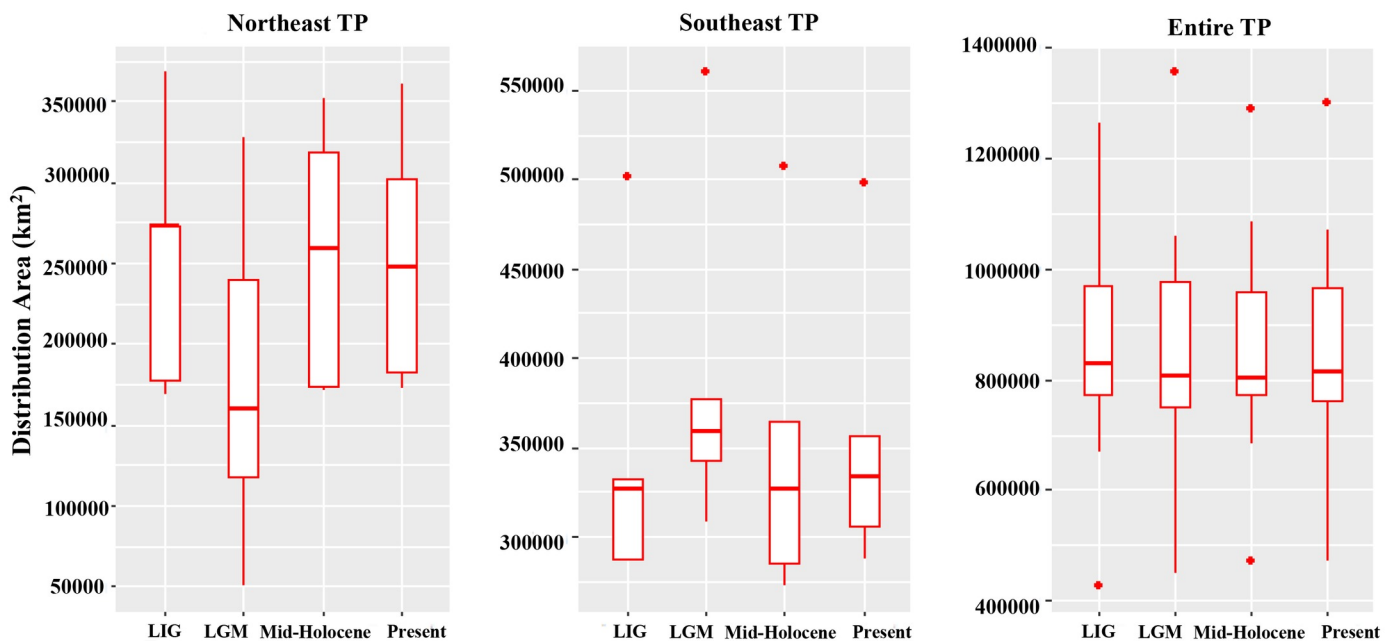 Northeast TP
Southeast TP
Entire TP
Distribution Area (km²)
350000
300000
250000
200000
150000
100000
50000
LIG LGM Mid-Holocene Present
550000
500000
450000
400000
350000
300000
LIG LGM Mid-Holocene Present
1400000
1200000
1000000
800000
600000
400000
LIG LGM Mid-Holocene Present